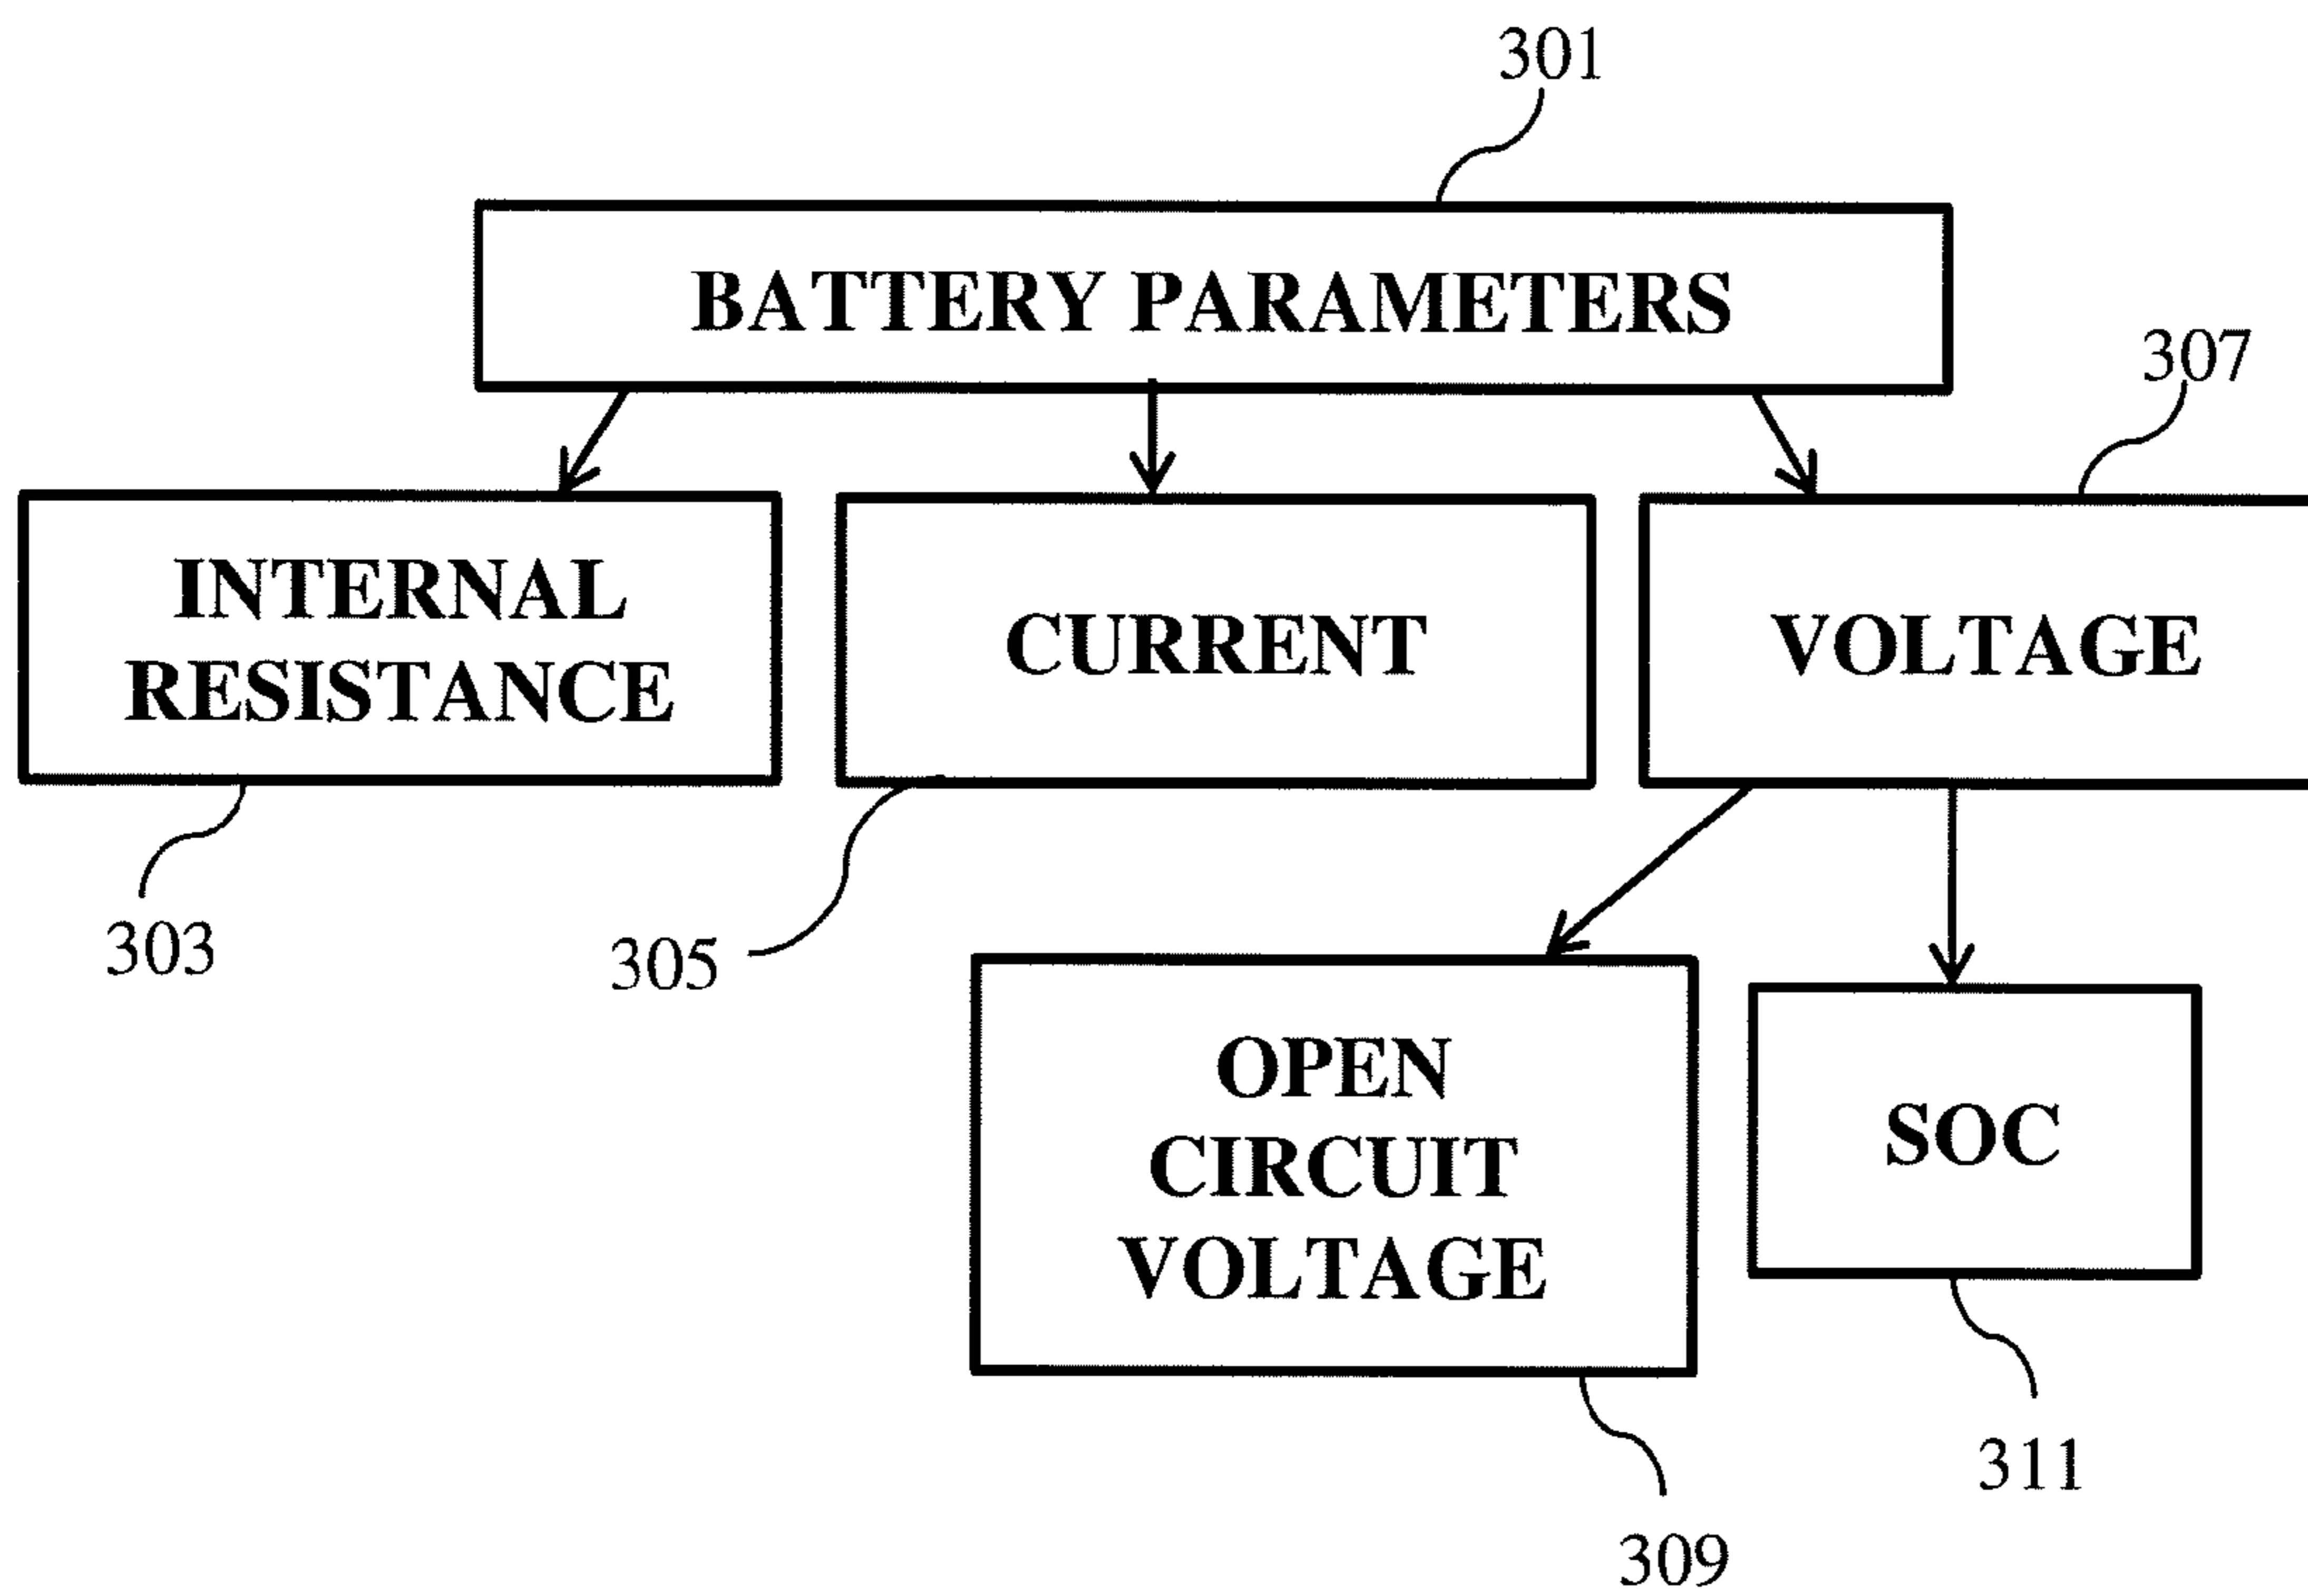 301
BATTERY PARAMETERS
307
INTERNAL
RESISTANCE
CURRENT
VOLTAGE
303
305
OPEN
CIRCUIT
VOLTAGE
SOC
311
309